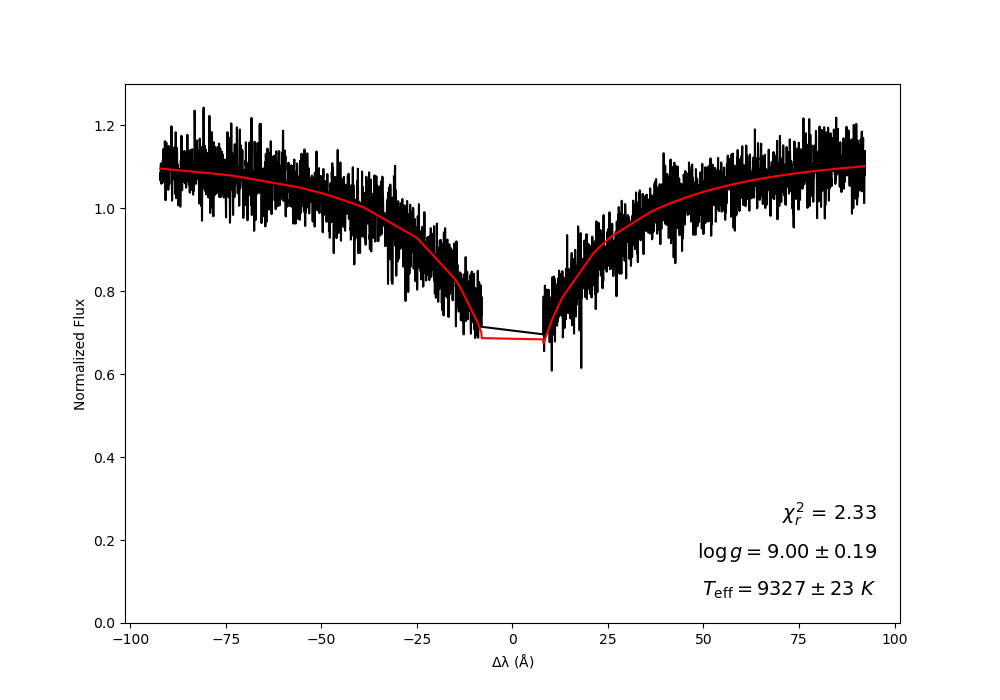 1.2
1.0
0.8
0.6
0.4
0.2
0.0
Normalized Flux
χ²ᵣ = 2.33
log g = 9.00 ± 0.19
T_eff = 9327 ± 23 K
−100 −75 −50 −25 0 25 50 75 100
Δλ (Å)